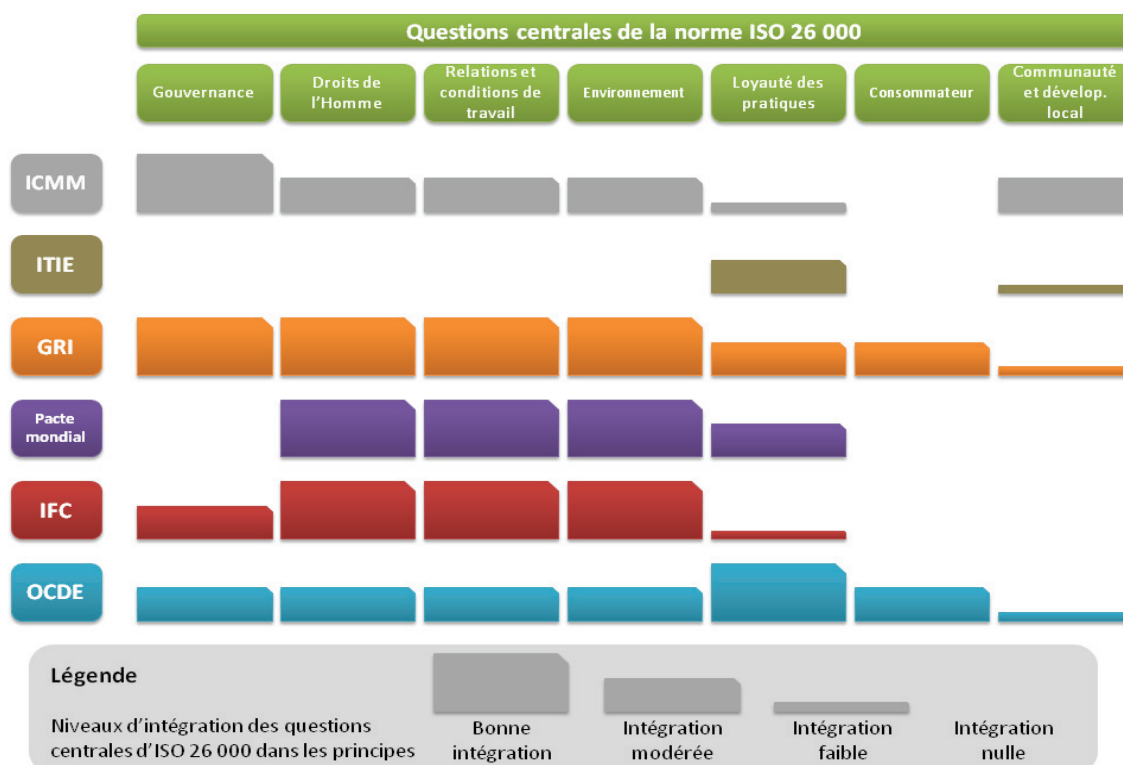 Questions centrales de la norme ISO 26 000
Gouvernance
Droits de
l'Homme
Relations et
conditions de
travail
Environnement
Loyauté des
pratiques
Consommateur
Communauté
et dévelop.
local
ICMM
ITIE
GRI
Pacte
mondial
IFC
OCDE
Légende
Niveaux d'intégration des questions
centrales d'ISO 26 000 dans les principes
Bonne
intégration
Intégration
modérée
Intégration
faible
Intégration
nulle